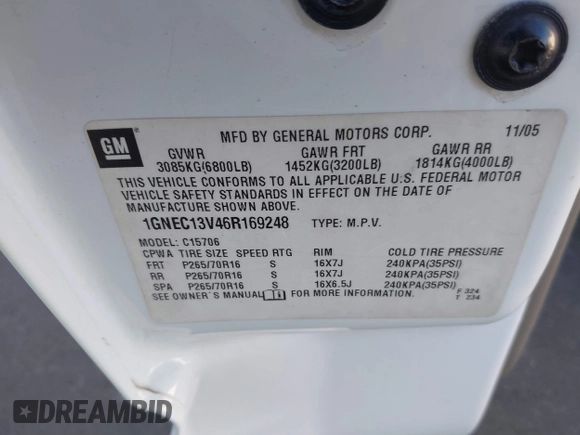 GM
MFD BY GENERAL MOTORS CORP. 11/05
GVWR GAWR FRT GAWR RR
3085KG(6800LB) 1452KG(3200LB) 1814KG(4000LB)
THIS VEHICLE CONFORMS TO ALL APPLICABLE U.S. FEDERAL MOTOR
VEHICLE SAFETY STANDARDS IN EFFECT ON THE DATE OF
MANUFACTURE SHOWN ABOVE.
1GNEC13V46R169248 TYPE: M.P.V.
MODEL: C15706
CPWA TIRE SIZE SPEED RTG RIM COLD TIRE PRESSURE
FRT P265/70R16 S 16X7J 240KPA(35PSI)
RR P265/70R16 S 16X7J 240KPA(35PSI)
SPA P265/70R16 S 16X6.5J 240KPA(35PSI)
SEE OWNER'S MANUAL FOR MORE INFORMATION. F 324
T 234
DREAMBID